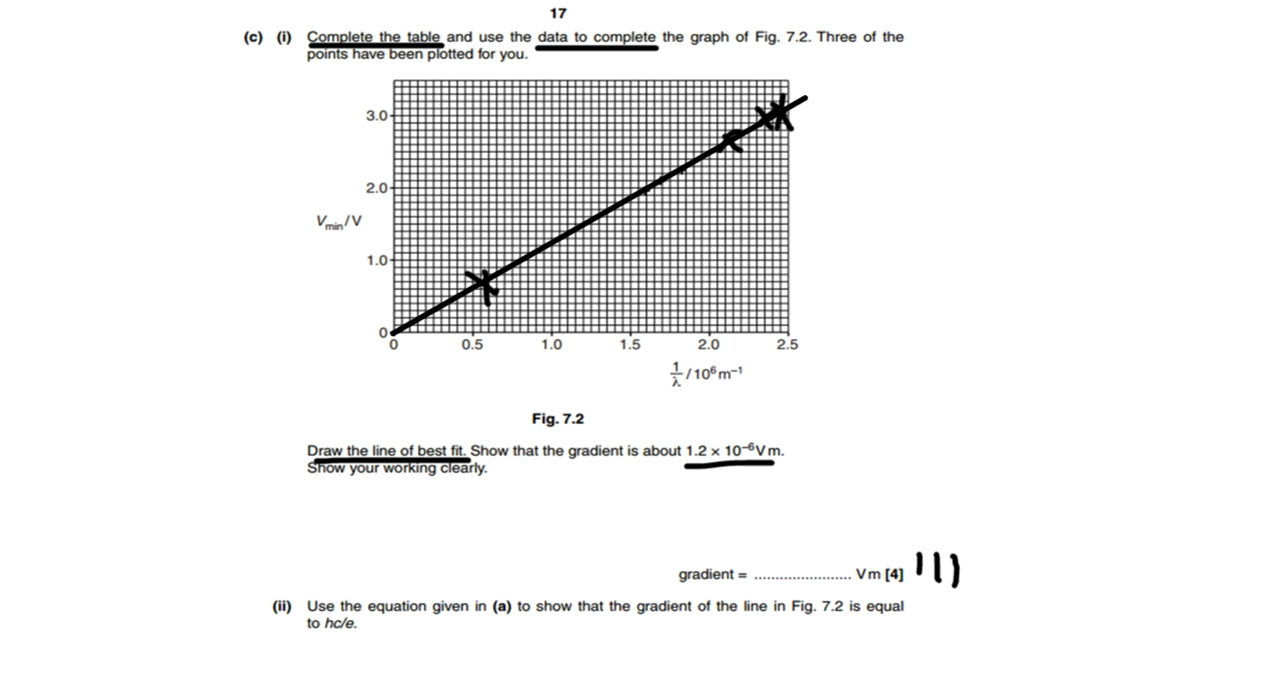 17
(c) (i) Complete the table and use the data to complete the graph of Fig. 7.2. Three of the
points have been plotted for you.
3.0
2.0
V min / V
1.0
0
0 0.5 1.0 1.5 2.0 2.5
1/λ / 10⁶ m⁻¹
Fig. 7.2
Draw the line of best fit. Show that the gradient is about 1.2 × 10⁻⁶ V m.
Show your working clearly.
gradient = ...................... V m [4]
(ii) Use the equation given in (a) to show that the gradient of the line in Fig. 7.2 is equal
to hc/e.